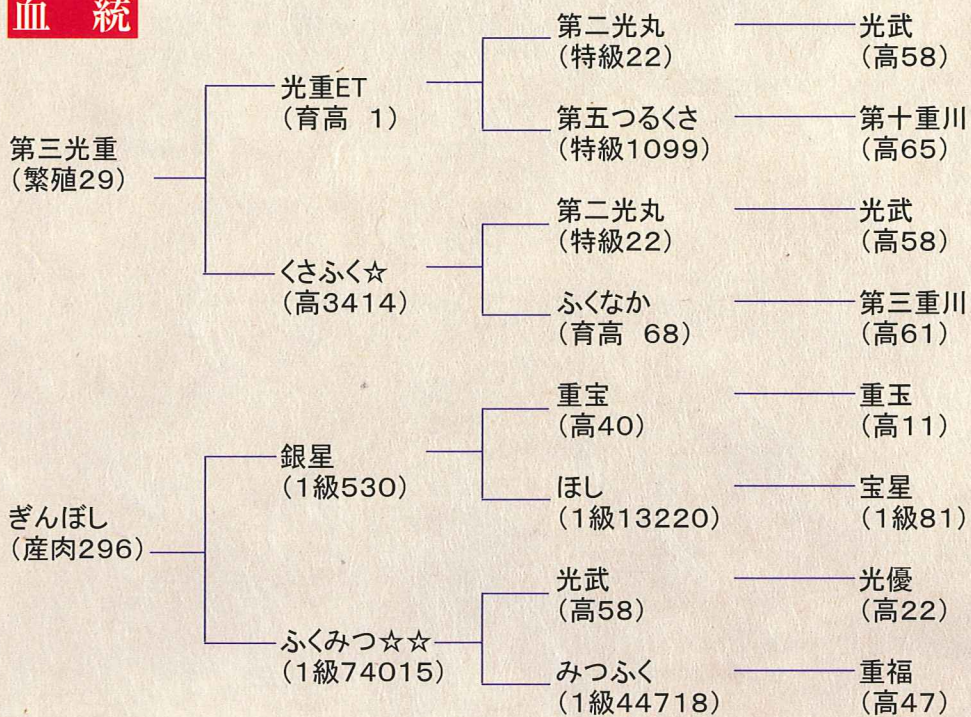 血統
第三光重
(繁殖29)
光重ET
(育高 1)
第二光丸
(特級22)
光武
(高58)
第五つるくさ
(特級1099)
第十重川
(高65)
くさふく☆
(高3414)
第二光丸
(特級22)
光武
(高58)
ふくなか
(育高 68)
第三重川
(高61)
ぎんぼし
(産肉296)
銀星
(1級530)
重宝
(高40)
重玉
(高11)
ほし
(1級13220)
宝星
(1級81)
ふくみつ☆☆
(1級74015)
光武
(高58)
光優
(高22)
みつふく
(1級44718)
重福
(高47)